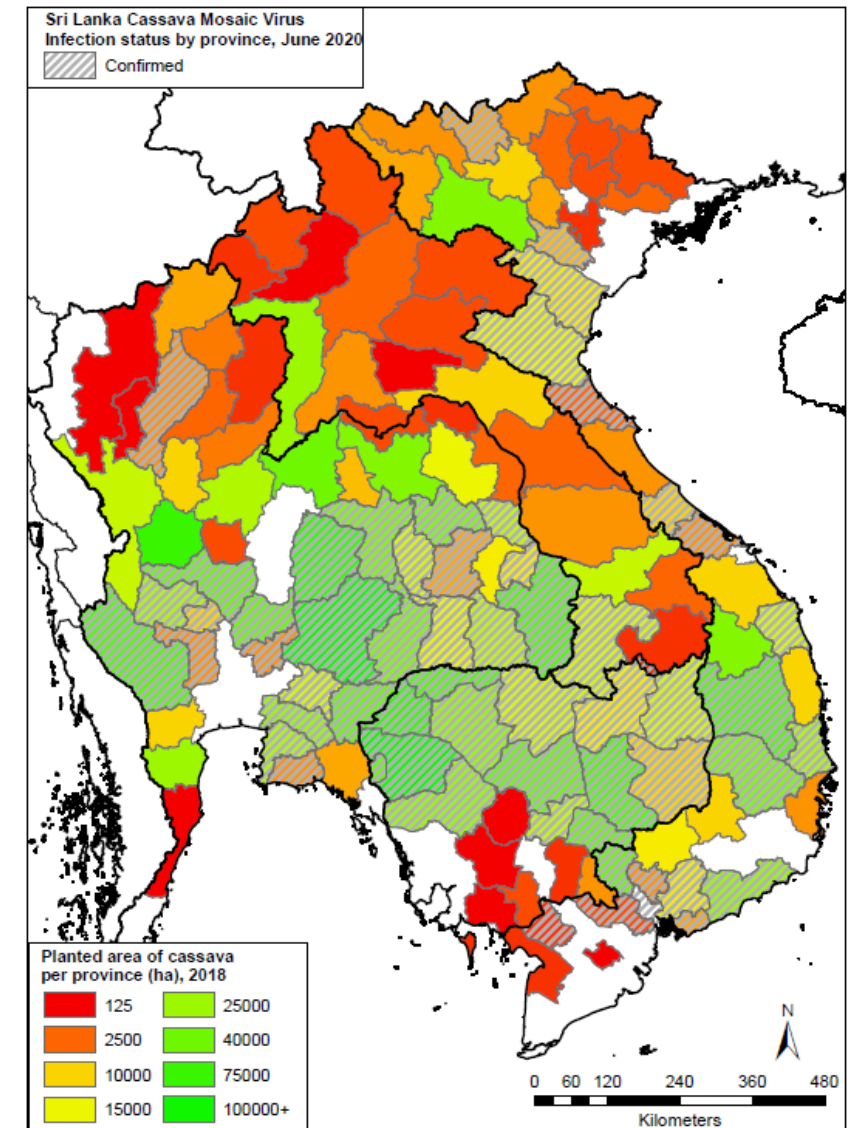 Sri Lanka Cassava Mosaic Virus
Infection status by province, June 2020
Confirmed
Planted area of cassava
per province (ha), 2018
125
25000
2500
40000
10000
75000
15000
100000+
N
0 60 120 240 360 480
Kilometers